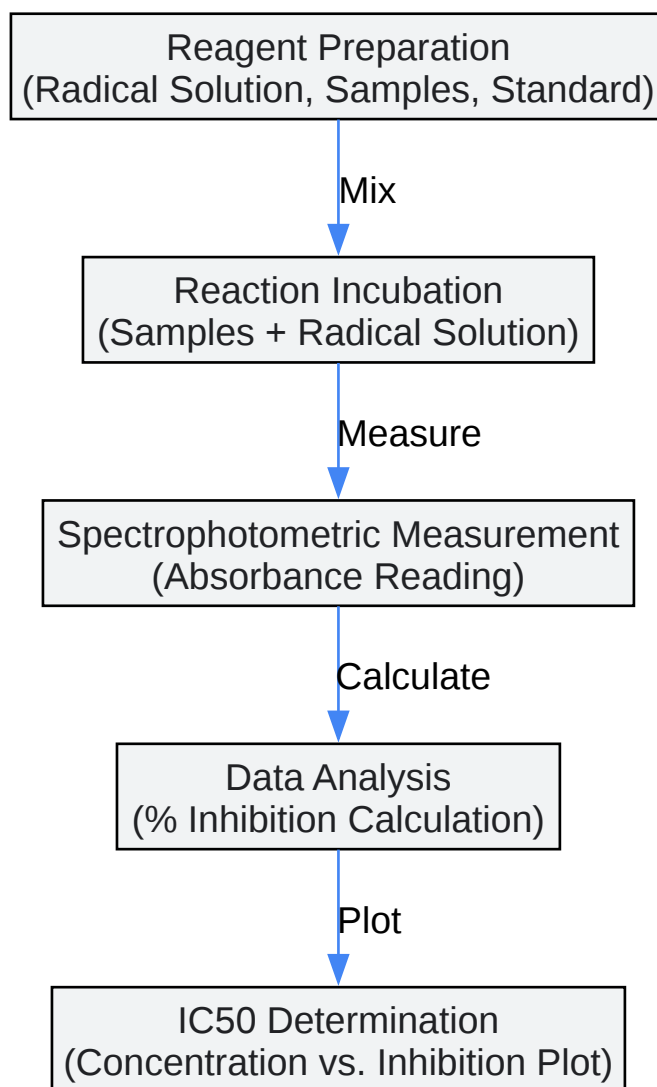 Reagent Preparation
(Radical Solution, Samples, Standard)
Mix
Reaction Incubation
(Samples + Radical Solution)
Measure
Spectrophotometric Measurement
(Absorbance Reading)
Calculate
Data Analysis
(% Inhibition Calculation)
Plot
IC50 Determination
(Concentration vs. Inhibition Plot)